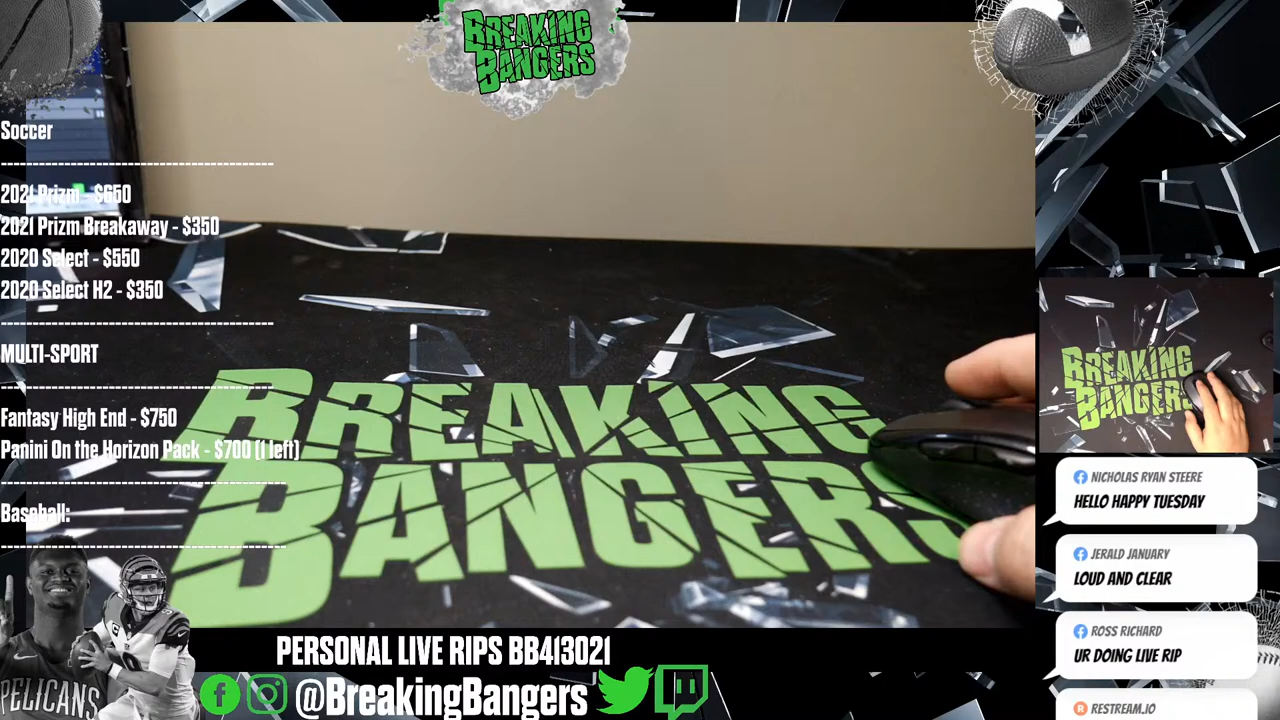 BREAKING
BANGERS
Soccer
2021 Prizm - $650
2021 Prizm Breakaway - $350
2020 Select - $550
2020 Select H2 - $350
MULTI-SPORT
Fantasy High End - $750
Panini On the Horizon Pack - $700 [1 left]
Baseball:
BREAKING
BANGERS
BREAKING
BANGERS
NICHOLAS RYAN STEERE
HELLO HAPPY TUESDAY
JERALD JANUARY
LOUD AND CLEAR
ROSS RICHARD
UR DOING LIVE RIP
RESTREAM.IO
PELICANS
PERSONAL LIVE RIPS BB413021
@BreakingBangers